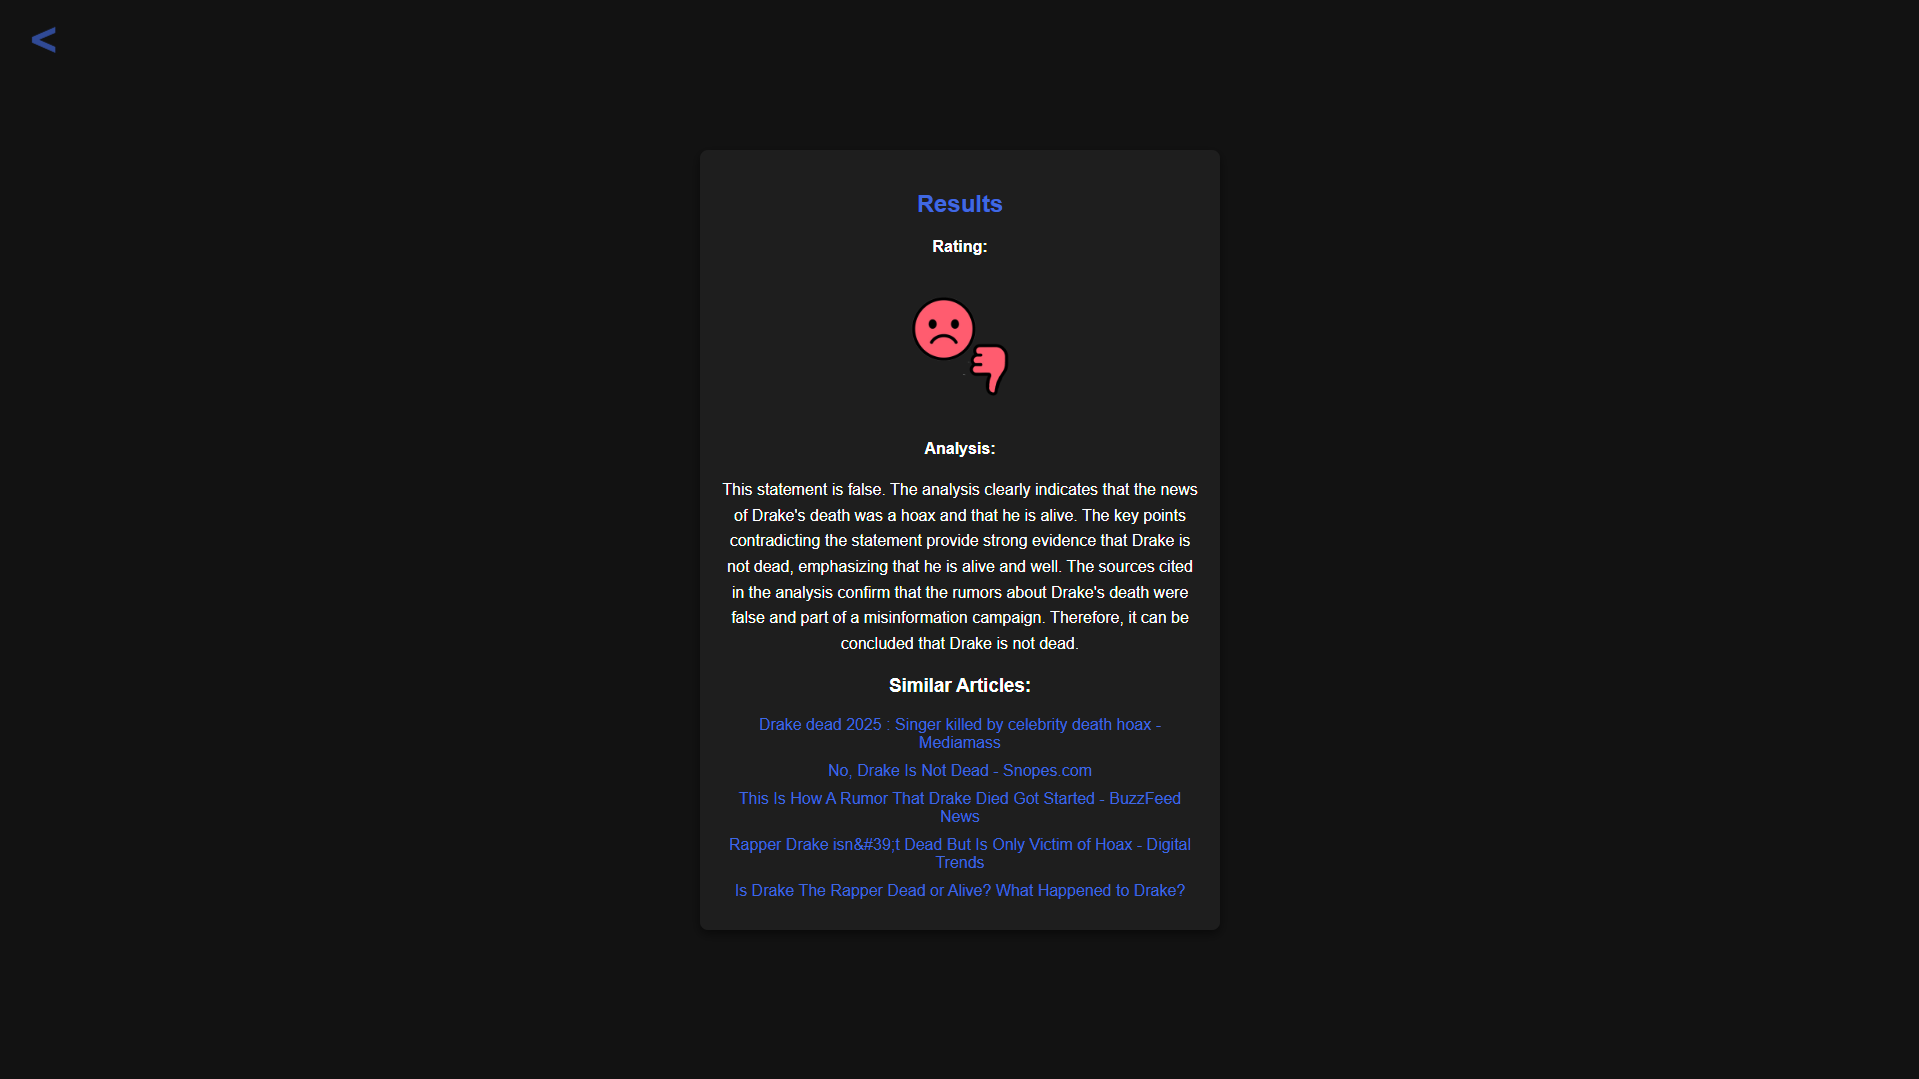 <
Results
Rating:
Analysis:
This statement is false. The analysis clearly indicates that the news
of Drake's death was a hoax and that he is alive. The key points
contradicting the statement provide strong evidence that Drake is
not dead, emphasizing that he is alive and well. The sources cited
in the analysis confirm that the rumors about Drake's death were
false and part of a misinformation campaign. Therefore, it can be
concluded that Drake is not dead.
Similar Articles:
Drake dead 2025 : Singer killed by celebrity death hoax -
Mediamass
No, Drake Is Not Dead - Snopes.com
This Is How A Rumor That Drake Died Got Started - BuzzFeed
News
Rapper Drake isn&#39;t Dead But Is Only Victim of Hoax - Digital
Trends
Is Drake The Rapper Dead or Alive? What Happened to Drake?